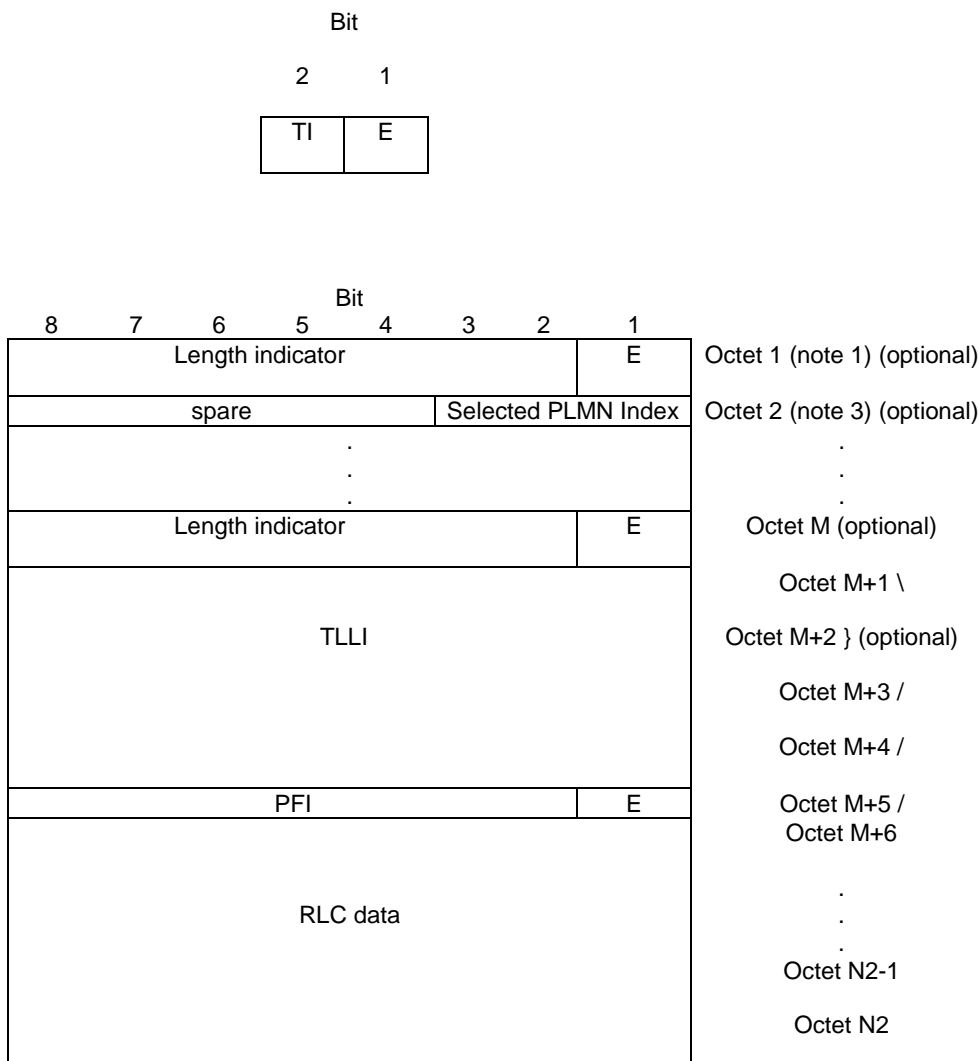 Bit
2 1
TI E
Bit
8 7 6 5 4 3 2 1
Length indicator E Octet 1 (note 1) (optional)
spare Selected PLMN Index Octet 2 (note 3) (optional)
. .
. .
. .
Length indicator E Octet M (optional)
Octet M+1 \
TLLI Octet M+2 } (optional)
Octet M+3 /
Octet M+4 /
PFI E Octet M+5 /
Octet M+6
.
RLC data .
.
Octet N2-1
Octet N2